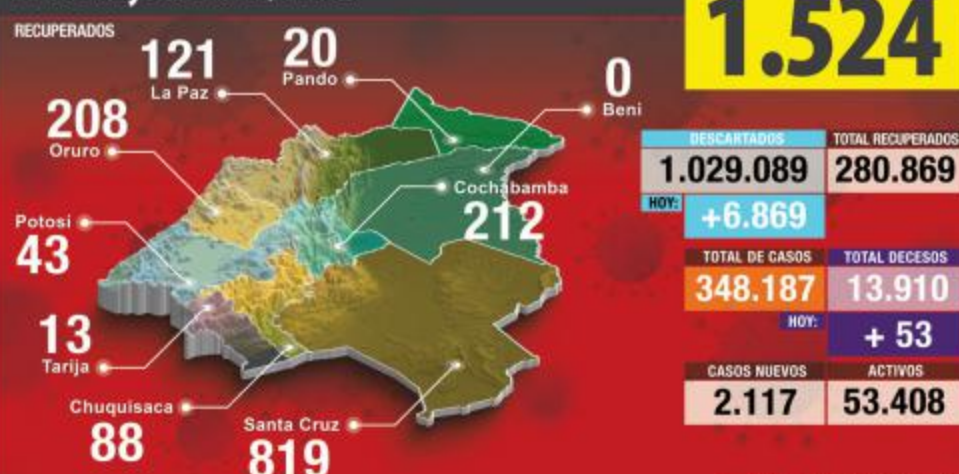 1.524
RECUPERADOS
121
La Paz
20
Pando
0
Beni
208
Oruro
Cochabamba
212
Potosi
43
13
Tarija
Chuquisaca
88
Santa Cruz
819
DESCARTADOS
1.029.089
HOY:
+6.869
TOTAL RECUPERADOS
280.869
TOTAL DE CASOS
348.187
TOTAL DECESOS
13.910
HOY:
+ 53
CASOS NUEVOS
2.117
ACTIVOS
53.408